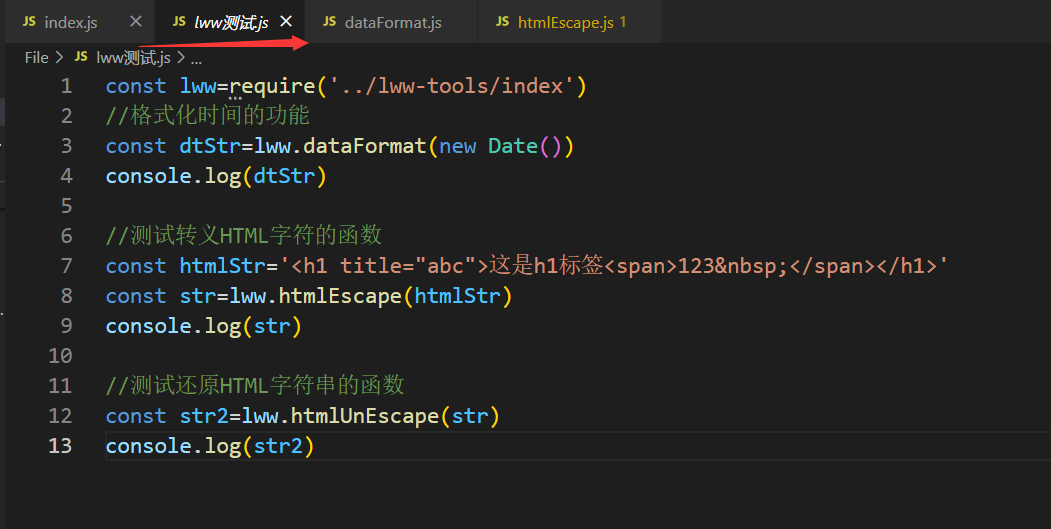 JS index.js × JS lww测试.js × JS dataFormat.js JS htmlEscape.js 1
File > JS lww测试.js > ...
1 const lww=require('../lww-tools/index')
2 //格式化时间的功能
3 const dtStr=lww.dataFormat(new Date())
4 console.log(dtStr)
5
6 //测试转义HTML字符的函数
7 const htmlStr='<h1 title="abc">这是h1标签<span>123&nbsp;</span></h1>'
8 const str=lww.htmlEscape(htmlStr)
9 console.log(str)
10
11 //测试还原HTML字符串的函数
12 const str2=lww.htmlUnEscape(str)
13 console.log(str2)